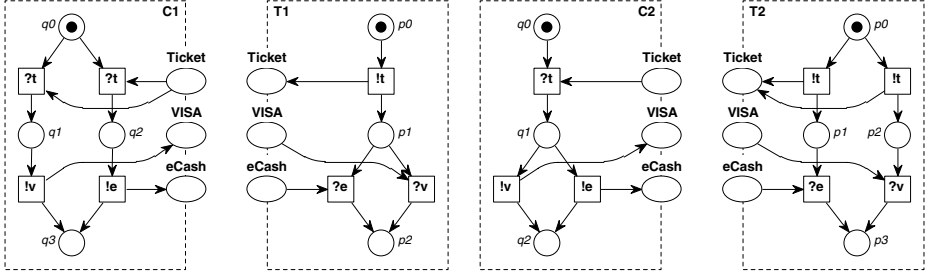 q0 C1 T1 p0 q0 C2 T2 p0
Ticket Ticket Ticket Ticket
?t ?t !t ?t !t !t
VISA VISA VISA VISA
q1 q2 p1 q1 p1 p2
eCash eCash eCash eCash
!v !e ?e ?v !v !e ?e ?v
q3 p2 q2 p3